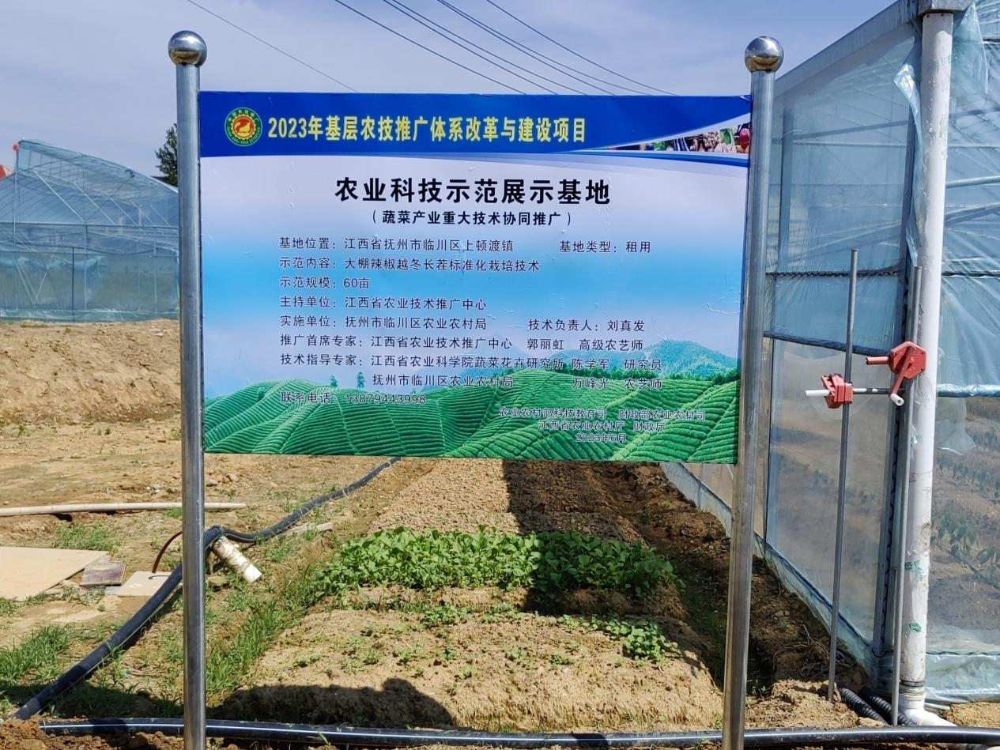 2023年基层农技推广体系改革与建设项目
农业科技示范展示基地
（蔬菜产业重大技术协同推广）
基地位置：江西省抚州市临川区上顿渡镇 基地类型：租用
示范内容：大棚辣椒越冬长荐标准化栽培技术
示范规模：60亩
主持单位：江西省农业技术推广中心
实施单位：抚州市临川区农业农村局 技术负责人：刘真发
推广首席专家：江西省农业技术推广中心 郭丽虹 高级农艺师
技术指导专家：江西省农业科学院蔬菜花卉研究所 陈学军 研究员
抚州市临川区农业农村局 万峰光 农艺师
联系电话：13879443998
农业农村部科技教育司 财政部农业农村司
江西省农业农村厅 财政厅
2023年6月